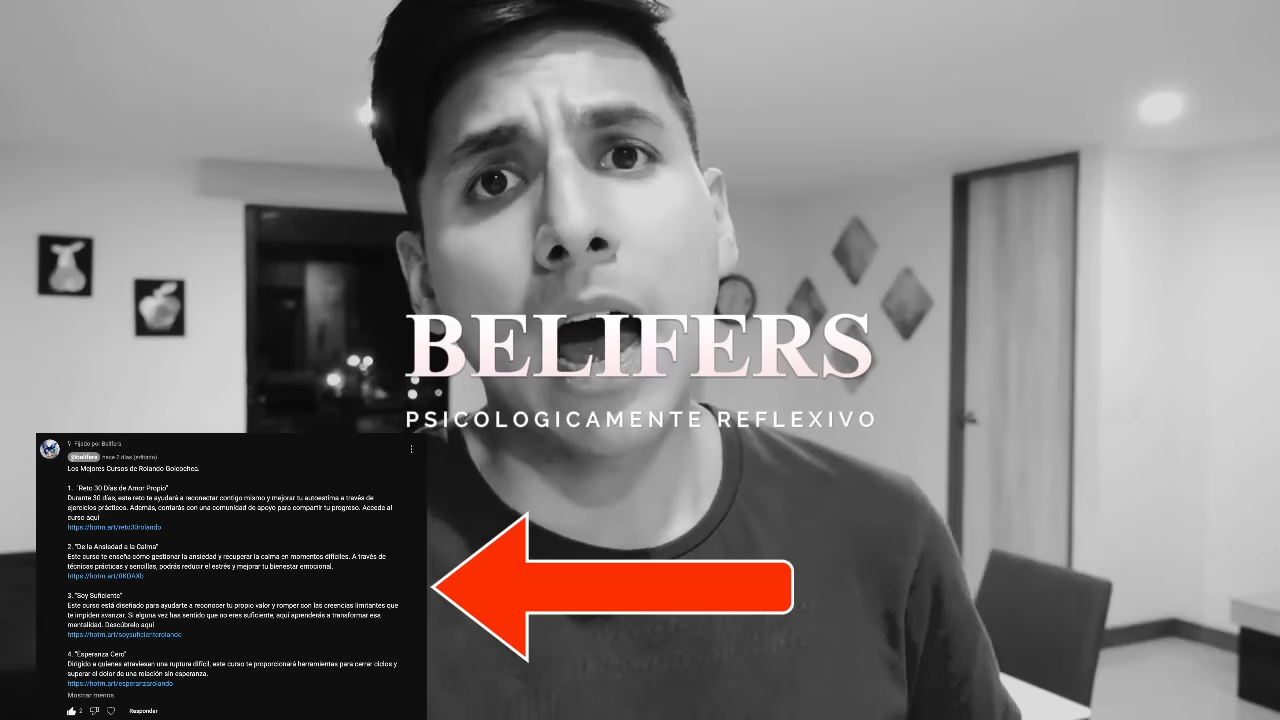 BELIFERS
PSICOLOGICAMENTE REFLEXIVO
Fijado por Belifers
@belifers hace 2 días (editado)
Los Mejores Cursos de Rolando Goicochea.
1. "Reto 30 Días de Amor Propio"
Durante 30 días, este reto te ayudará a reconectar contigo mismo y mejorar tu autoestima a través de
ejercicios prácticos. Además, contarás con una comunidad de apoyo para compartir tu progreso. Accede al
curso aquí
https://hotm.art/reto30rolando
2. "De la Ansiedad a la Calma"
Este curso te enseña cómo gestionar la ansiedad y recuperar la calma en momentos difíciles. A través de
técnicas prácticas y sencillas, podrás reducir el estrés y mejorar tu bienestar emocional.
https://hotm.art/0KOAXb
3. "Soy Suficiente"
Este curso está diseñado para ayudarte a reconocer tu propio valor y romper con las creencias limitantes que
te impiden avanzar. Si alguna vez has sentido que no eres suficiente, aquí aprenderás a transformar esa
mentalidad. Descúbrelo aquí
https://hotm.art/soysuficienterolando
4. "Esperanza Cero"
Dirigido a quienes atraviesan una ruptura difícil, este curso te proporcionará herramientas para cerrar ciclos y
superar el dolor de una relación sin esperanza.
https://hotm.art/esperanzarolando
Mostrar menos
2 Responder